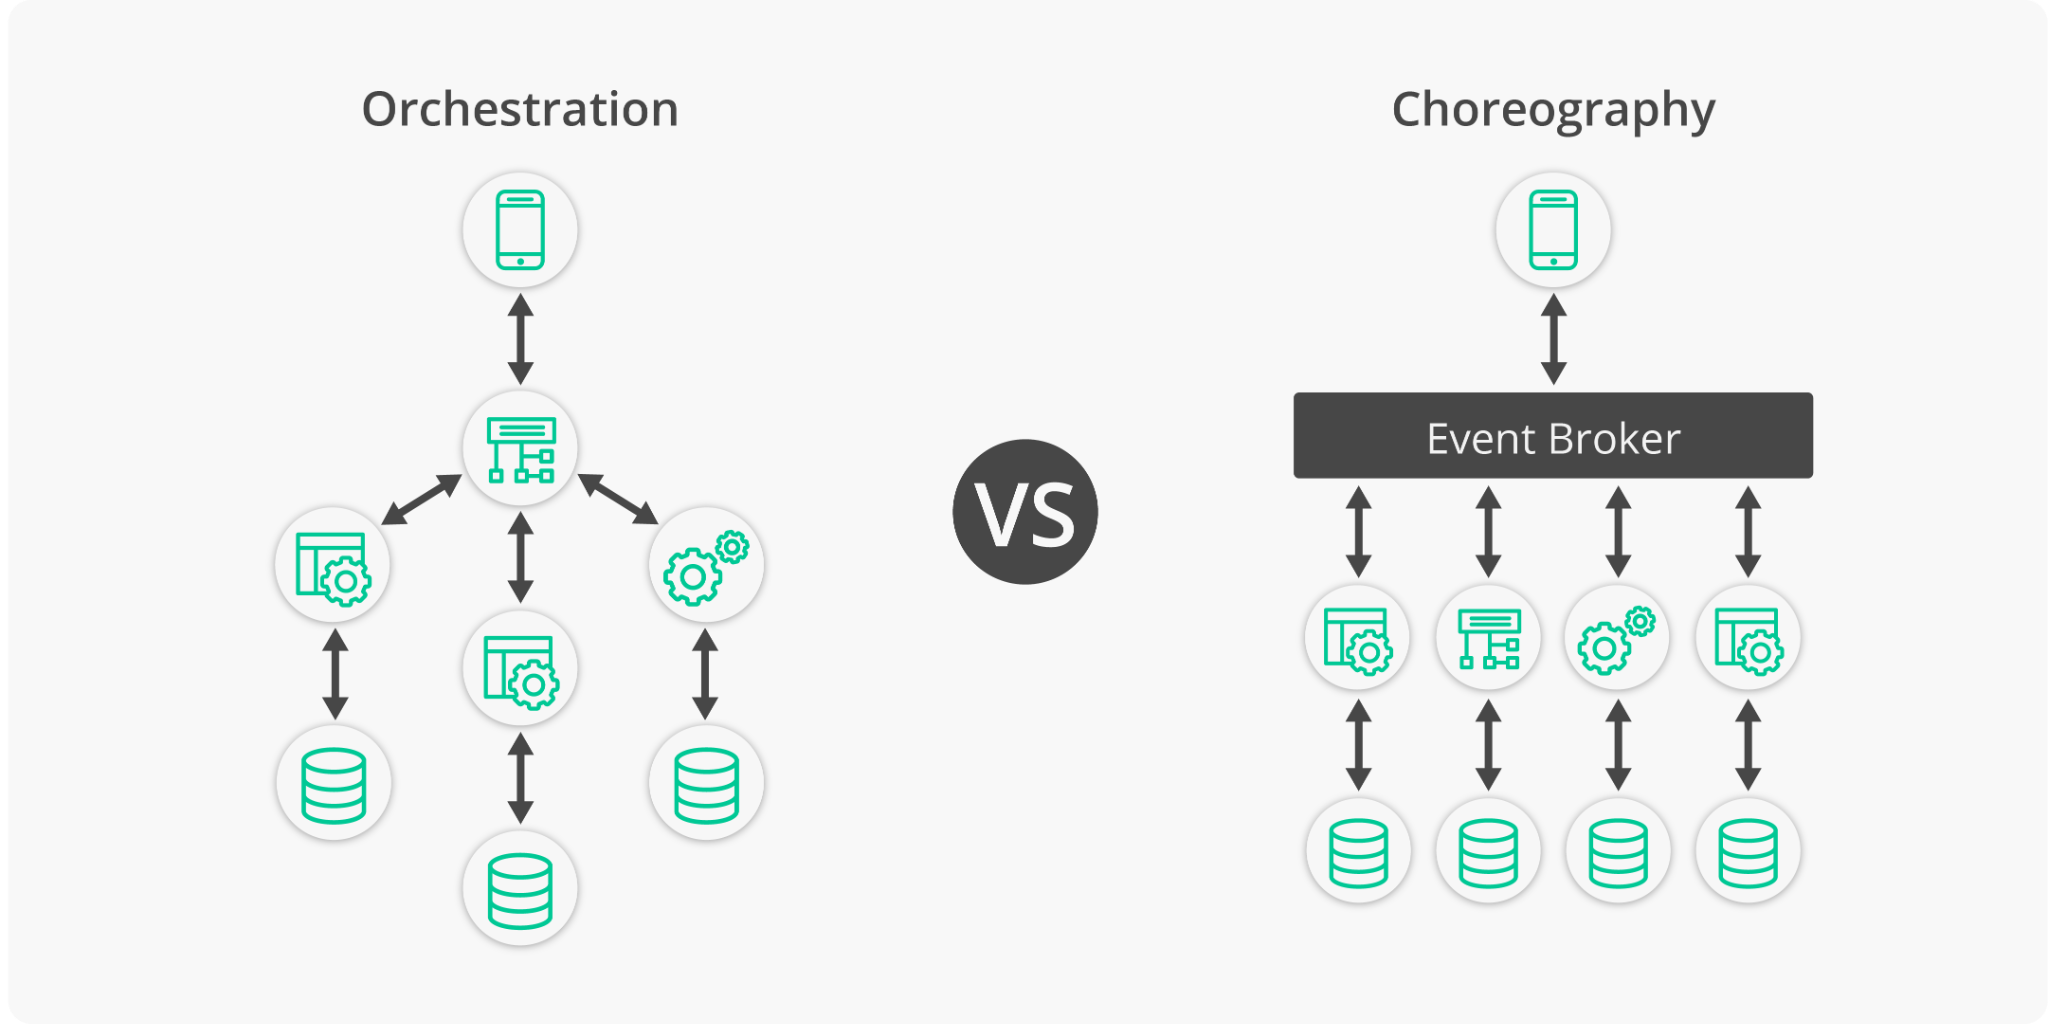 Orchestration
Choreography
VS
Event Broker